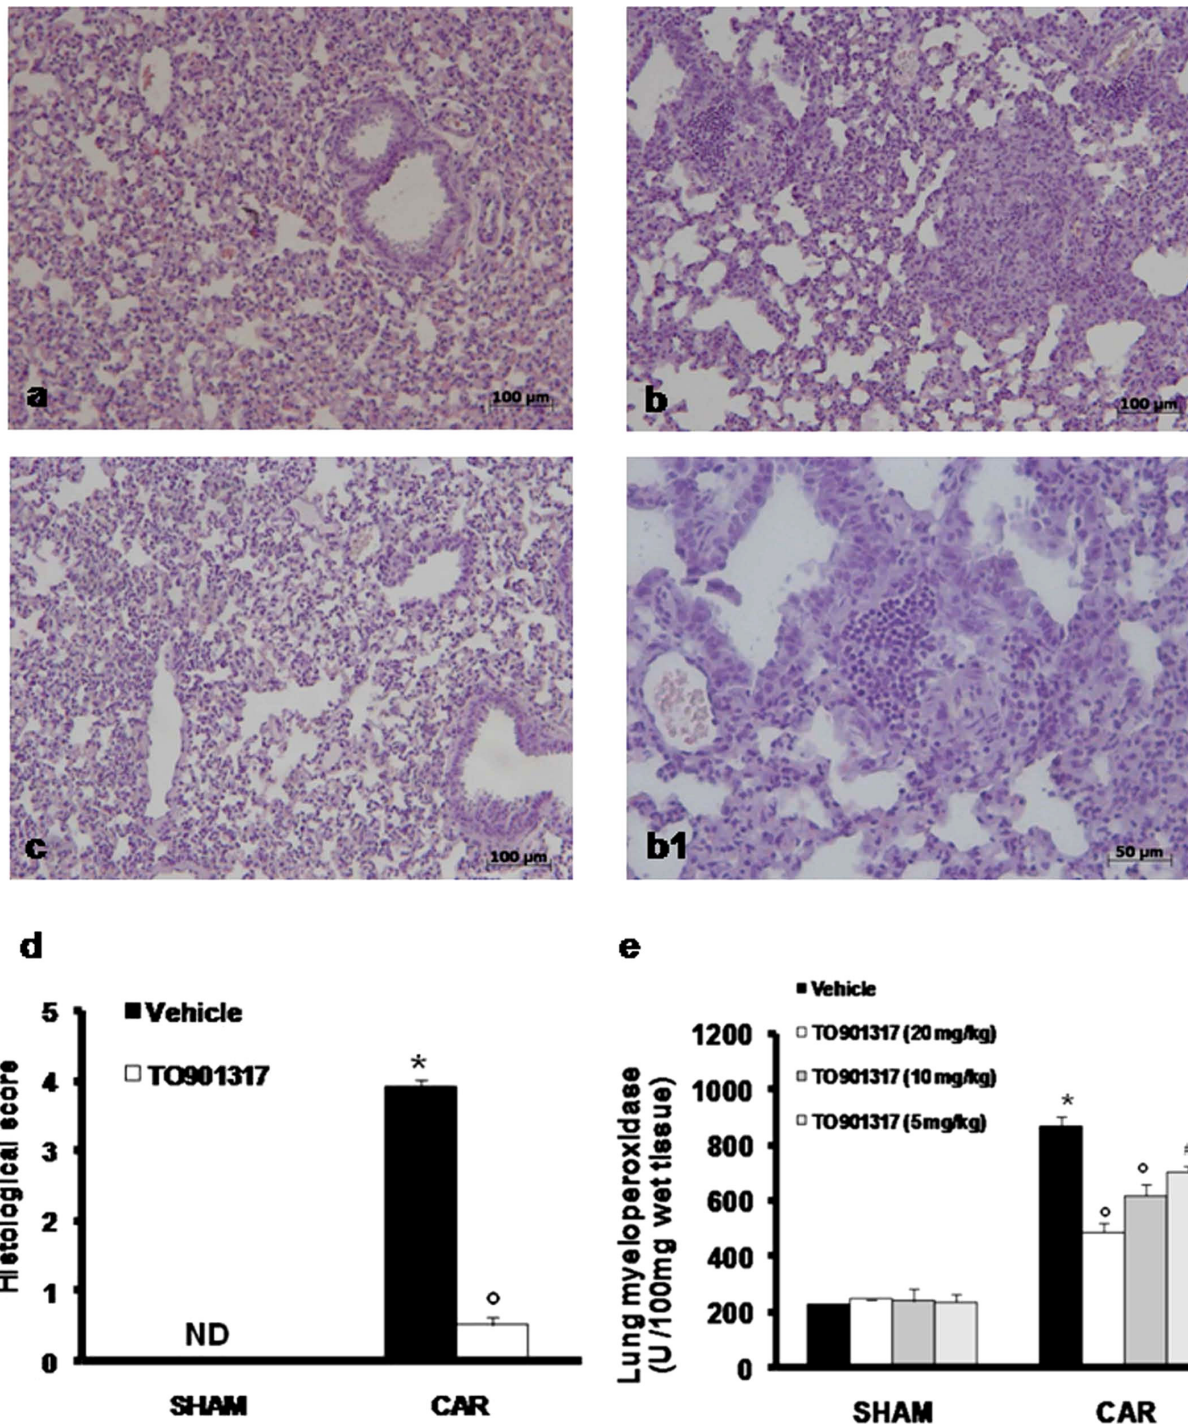 a
100 µm
b
100 µm
c
100 µm
b1
50 µm
d
5
4
3
2
1
0
Histological score
Vehicle
TO901317
*
ND
SHAM
CAR
e
Vehicle
TO901317 (20 mg/kg)
TO901317 (10 mg/kg)
TO901317 (5mg/kg)
1200
1000
800
600
400
200
0
Lung myeloperoxidase
(U /100mg wet tissue)
*
SHAM
CAR